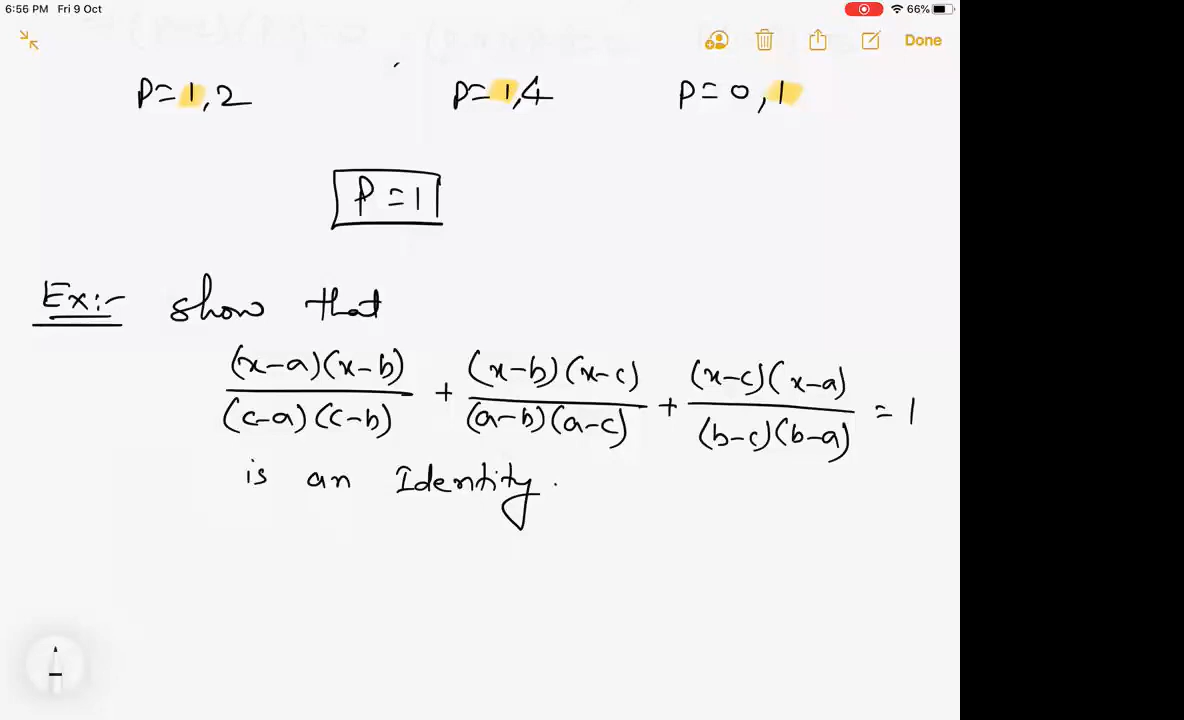 6:56 PM Fri 9 Oct 66%
Done
P=1,2 P=1,4 P=0,1
P=1
Ex:- show that
(x-a)(x-b)/(c-a)(c-b) + (x-b)(x-c)/(a-b)(a-c) + (x-c)(x-a)/(b-c)(b-a) = 1
is an Identity.